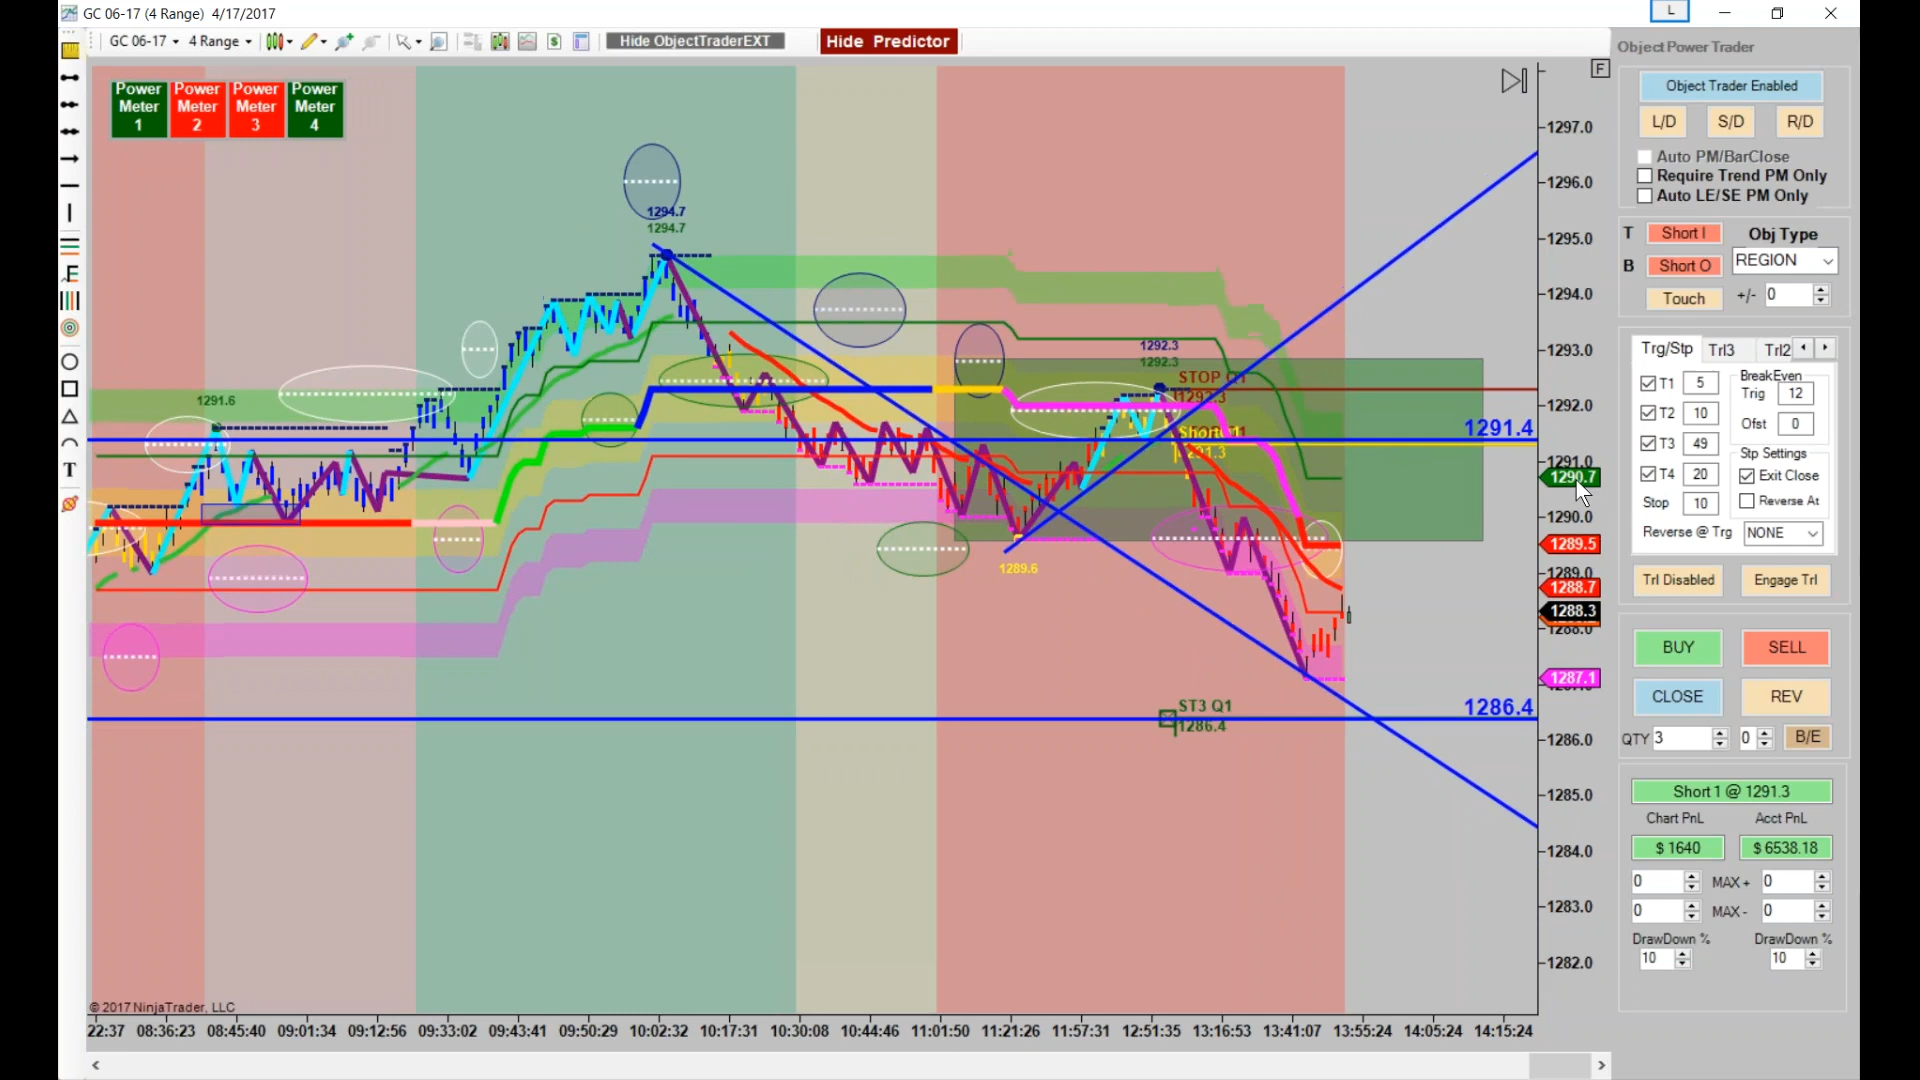 GC 06-17 (4 Range) 4/17/2017
L
GC 06-17
4 Range
Hide ObjectTraderEXT
Hide Predictor
F
Power Meter 1
Power Meter 2
Power Meter 3
Power Meter 4
1294.7
1294.7
1291.6
1292.3
1292.3
STOP Q1
1292.3
1289.6
ST3 Q1
1286.4
1291.4
1286.4
1297.0
1296.0
1295.0
1294.0
1293.0
1292.0
1291.0
1290.7
1290.0
1289.5
1289.0
1288.7
1288.3
1288.0
1287.1
1286.0
1285.0
1284.0
1283.0
1282.0
© 2017 NinjaTrader, LLC
22:37 08:36:23 08:45:40 09:01:34 09:12:56 09:33:02 09:43:41 09:50:29 10:02:32 10:17:31 10:30:08 10:44:46 11:01:50 11:21:26 11:57:31 12:51:35 13:16:53 13:41:07 13:55:24 14:05:24 14:15:24
Object Power Trader
Object Trader Enabled
L/D S/D R/D
Auto PM/BarClose
Require Trend PM Only
Auto LE/SE PM Only
T Short I Obj Type
B Short O REGION
Touch +/- 0
Trg/Stp Trl3 Trl2
T1 5
T2 10
T3 49
T4 20
Stop 10
BreakEven
Trig 12
Ofst 0
Stp Settings
Exit Close
Reverse At
Reverse @ Trg NONE
Trl Disabled Engage Trl
BUY SELL
CLOSE REV
QTY 3 0 B/E
Short 1 @ 1291.3
Chart PnL Acct PnL
$ 1640 $ 6538.18
0 MAX + 0
0 MAX - 0
DrawDown % DrawDown %
10 10